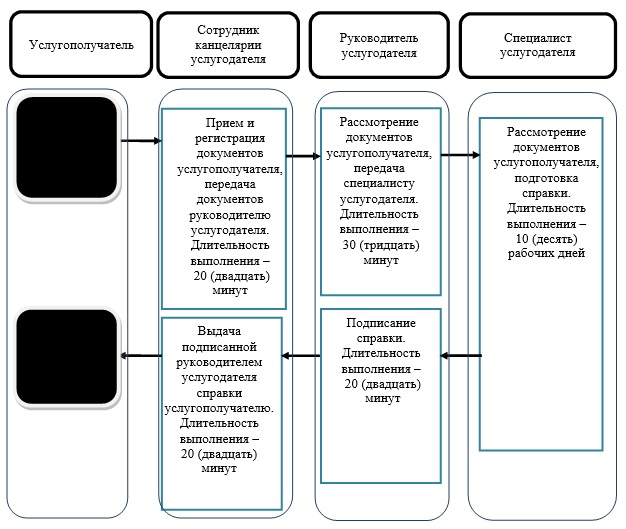 Услугополучатель
Сотрудник
канцелярии
услугодателя
Руководитель
услугодателя
Специалист
услугодателя
Прием и
регистрация
документов
услугополучателя,
передача
документов
руководителю
услугодателя.
Длительность
выполнения –
20 (двадцать)
минут
Рассмотрение
документов
услугополучателя,
передача
специалисту
услугодателя.
Длительность
выполнения –
30 (тридцать)
минут
Рассмотрение
документов
услугополучателя,
подготовка
справки.
Длительность
выполнения –
10 (десять)
рабочих дней
Подписание
справки.
Длительность
выполнения –
20 (двадцать)
минут
Выдача
подписанной
руководителем
услугодателя
справки
услугополучателю.
Длительность
выполнения –
20 (двадцать)
минут